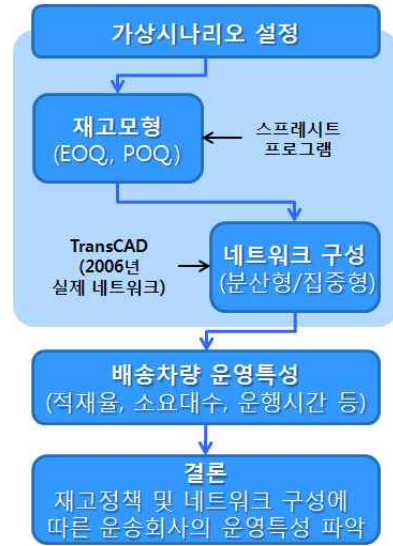 가상시나리오 설정
재고모형
(EOQ,, POQ,)
스프레시트
프로그램
TransCAD
(2006년
실제 네트워크)
네트워크 구성
(분산형/집중형)
배송차량 운영특성
(적재율, 소요대수, 운행시간 등)
결론
재고정책 및 네트워크 구성에
따른 운송회사의 운영특성 파악